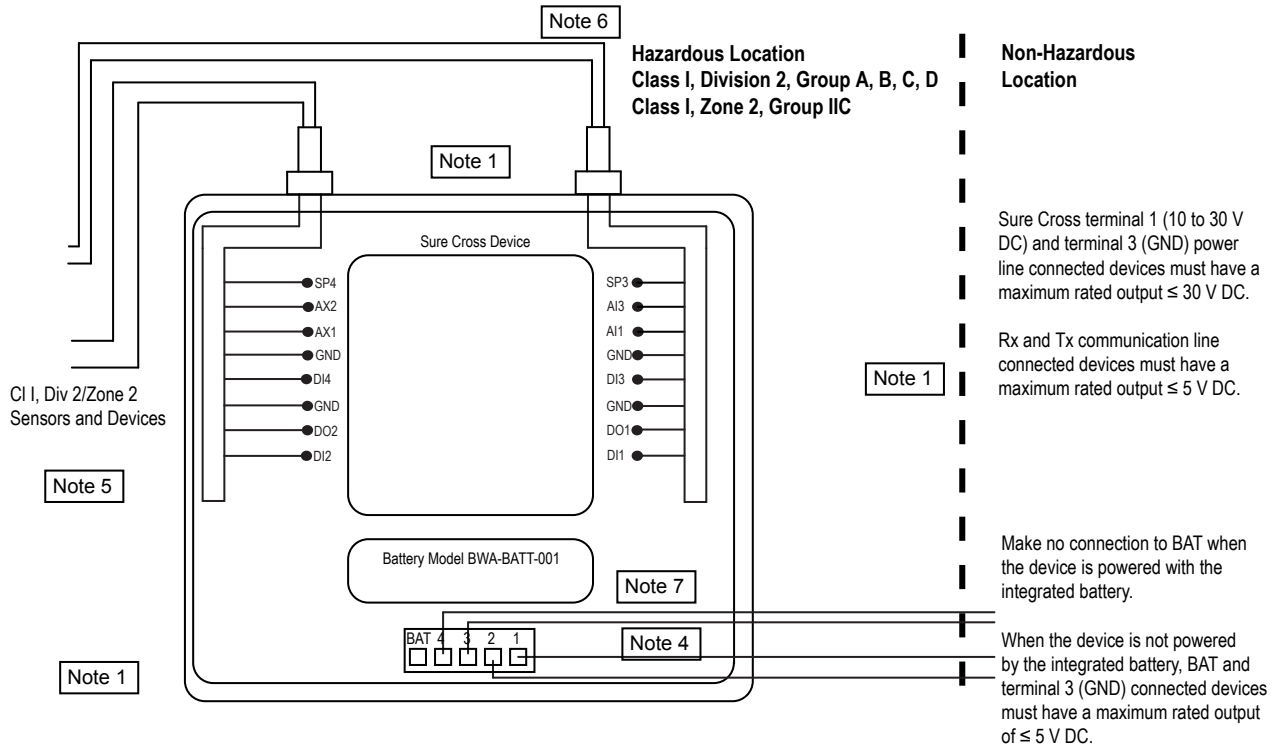 Note 6
Hazardous Location
Class I, Division 2, Group A, B, C, D
Class I, Zone 2, Group IIC
Non-Hazardous
Location
Note 1
Sure Cross Device
SP4
AX2
AX1
GND
DI4
GND
DO2
DI2
SP3
AI3
AI1
GND
DI3
GND
DO1
DI1
Sure Cross terminal 1 (10 to 30 V
DC) and terminal 3 (GND) power
line connected devices must have a
maximum rated output ≤ 30 V DC.
Rx and Tx communication line
connected devices must have a
maximum rated output ≤ 5 V DC.
Note 1
Cl I, Div 2/Zone 2
Sensors and Devices
Note 5
Battery Model BWA-BATT-001
Make no connection to BAT when
the device is powered with the
integrated battery.
Note 7
BAT 4 3 2 1
Note 4
When the device is not powered
by the integrated battery, BAT and
terminal 3 (GND) connected devices
must have a maximum rated output
of ≤ 5 V DC.
Note 1